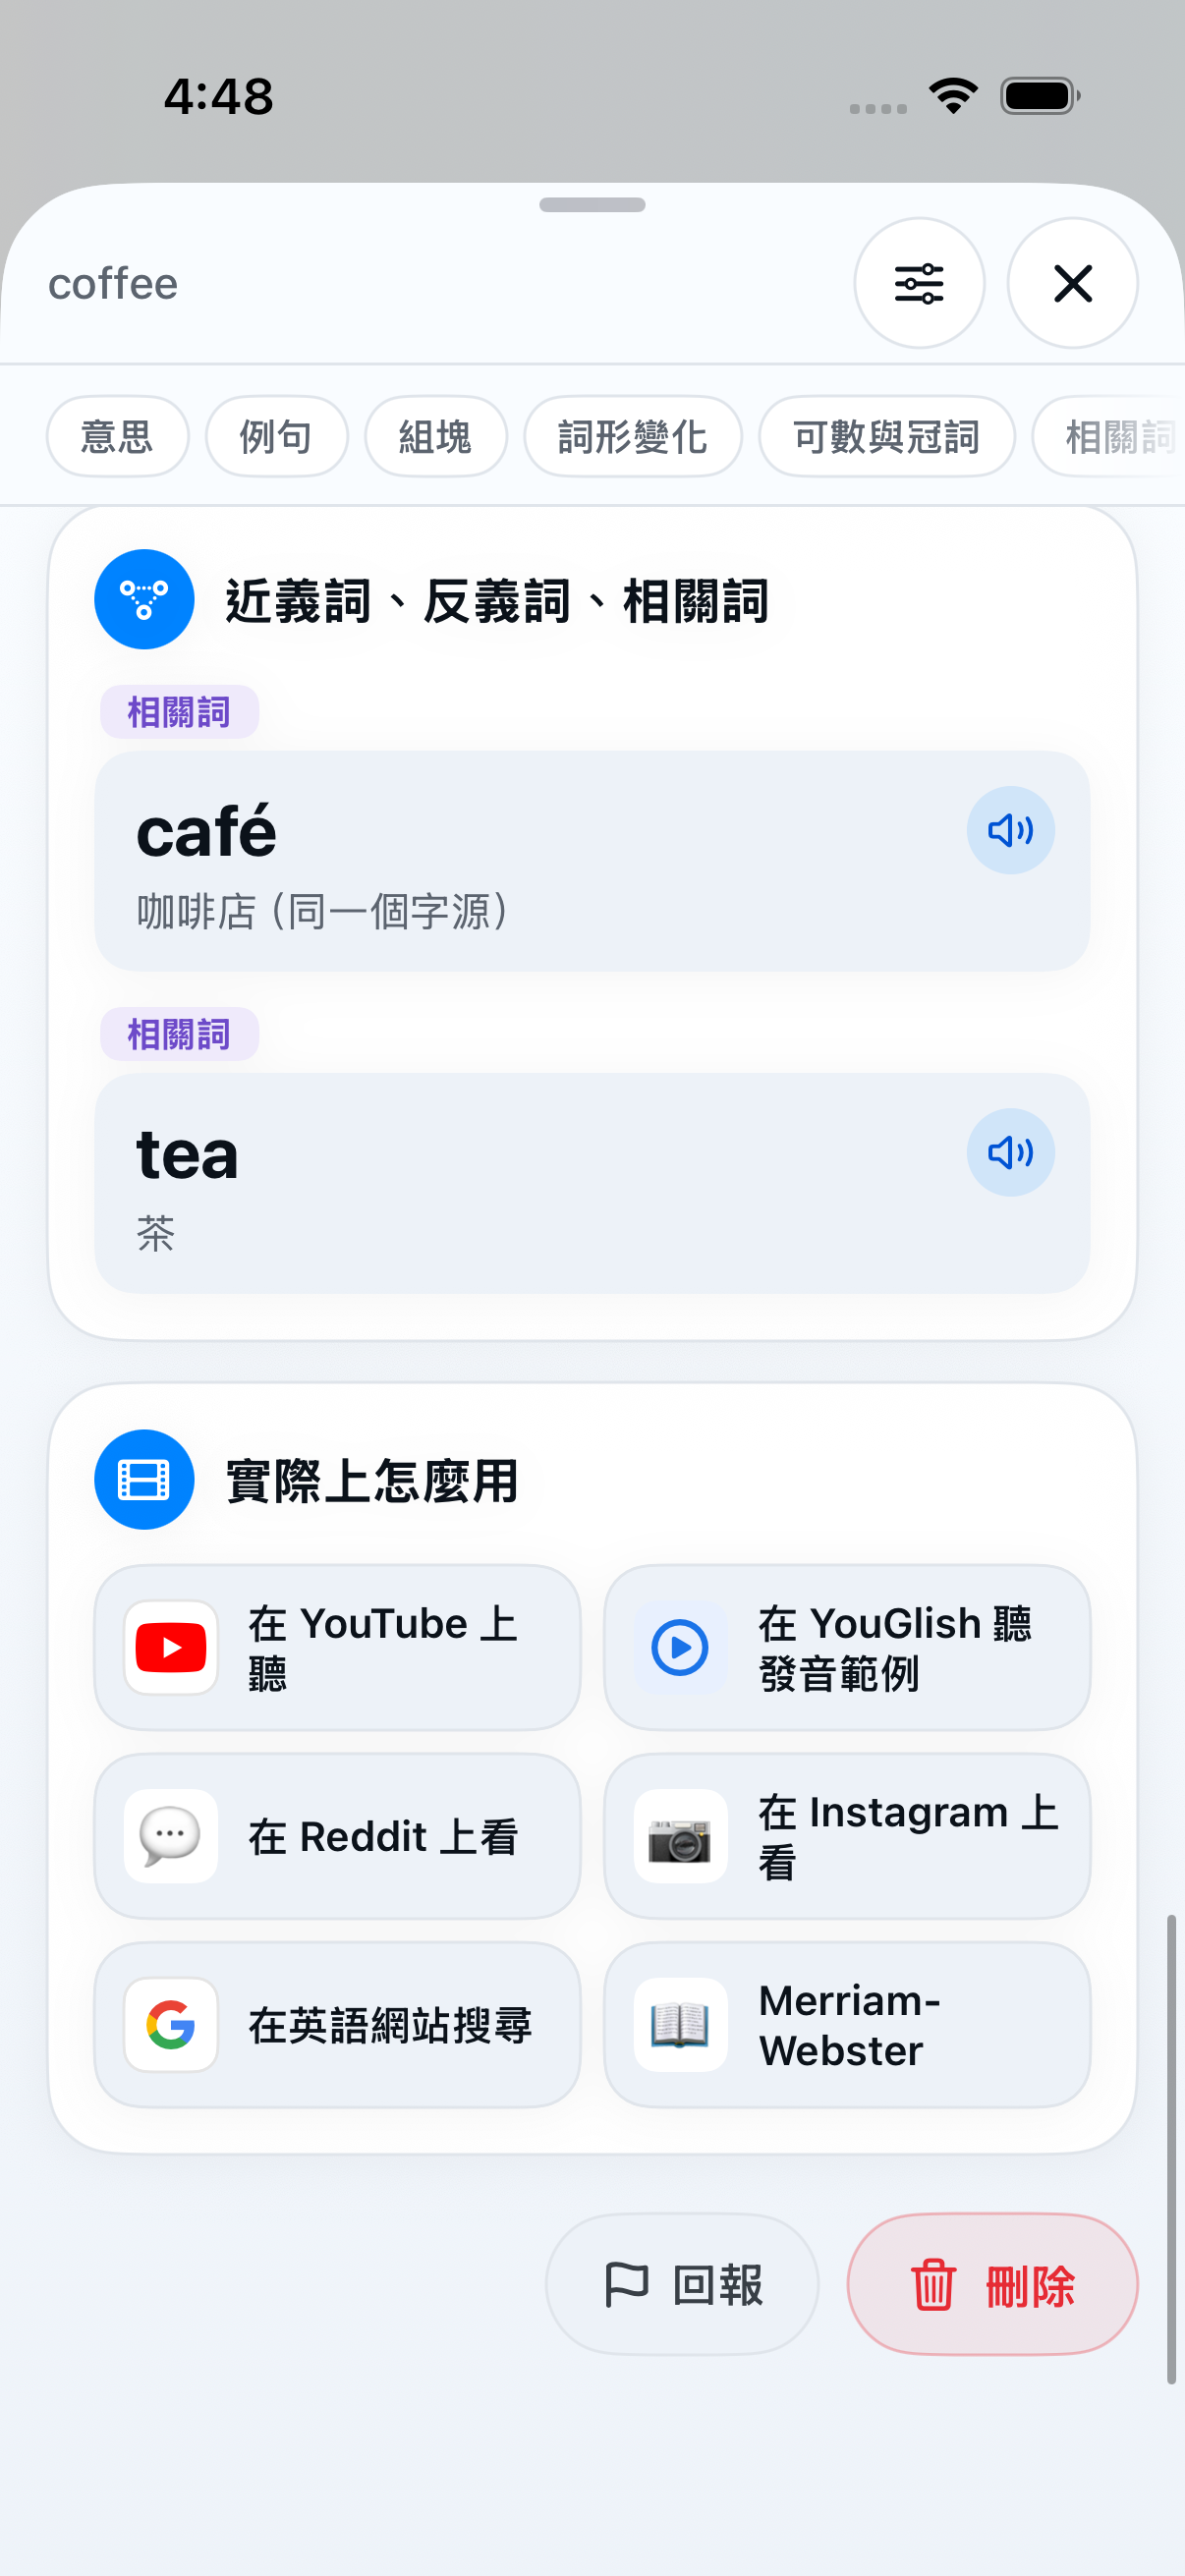 4:48
coffee
意思
例句
組塊
詞形變化
可數與冠詞
相關詞
近義詞、反義詞、相關詞
相關詞
café
咖啡店 (同一個字源)
相關詞
tea
茶
實際上怎麼用
在 YouTube 上
聽
在 YouGlish 聽
發音範例
在 Reddit 上看
在 Instagram 上
看
在英語網站搜尋
Merriam-
Webster
回報
刪除